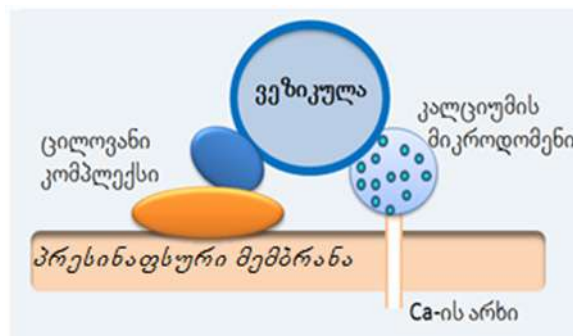 ვეზიკულა
ცილოვანი
კომპლექსი
კალციუმის
მიკროდომენი
პრესინაფსური მემბრანა
Ca-ის არხი